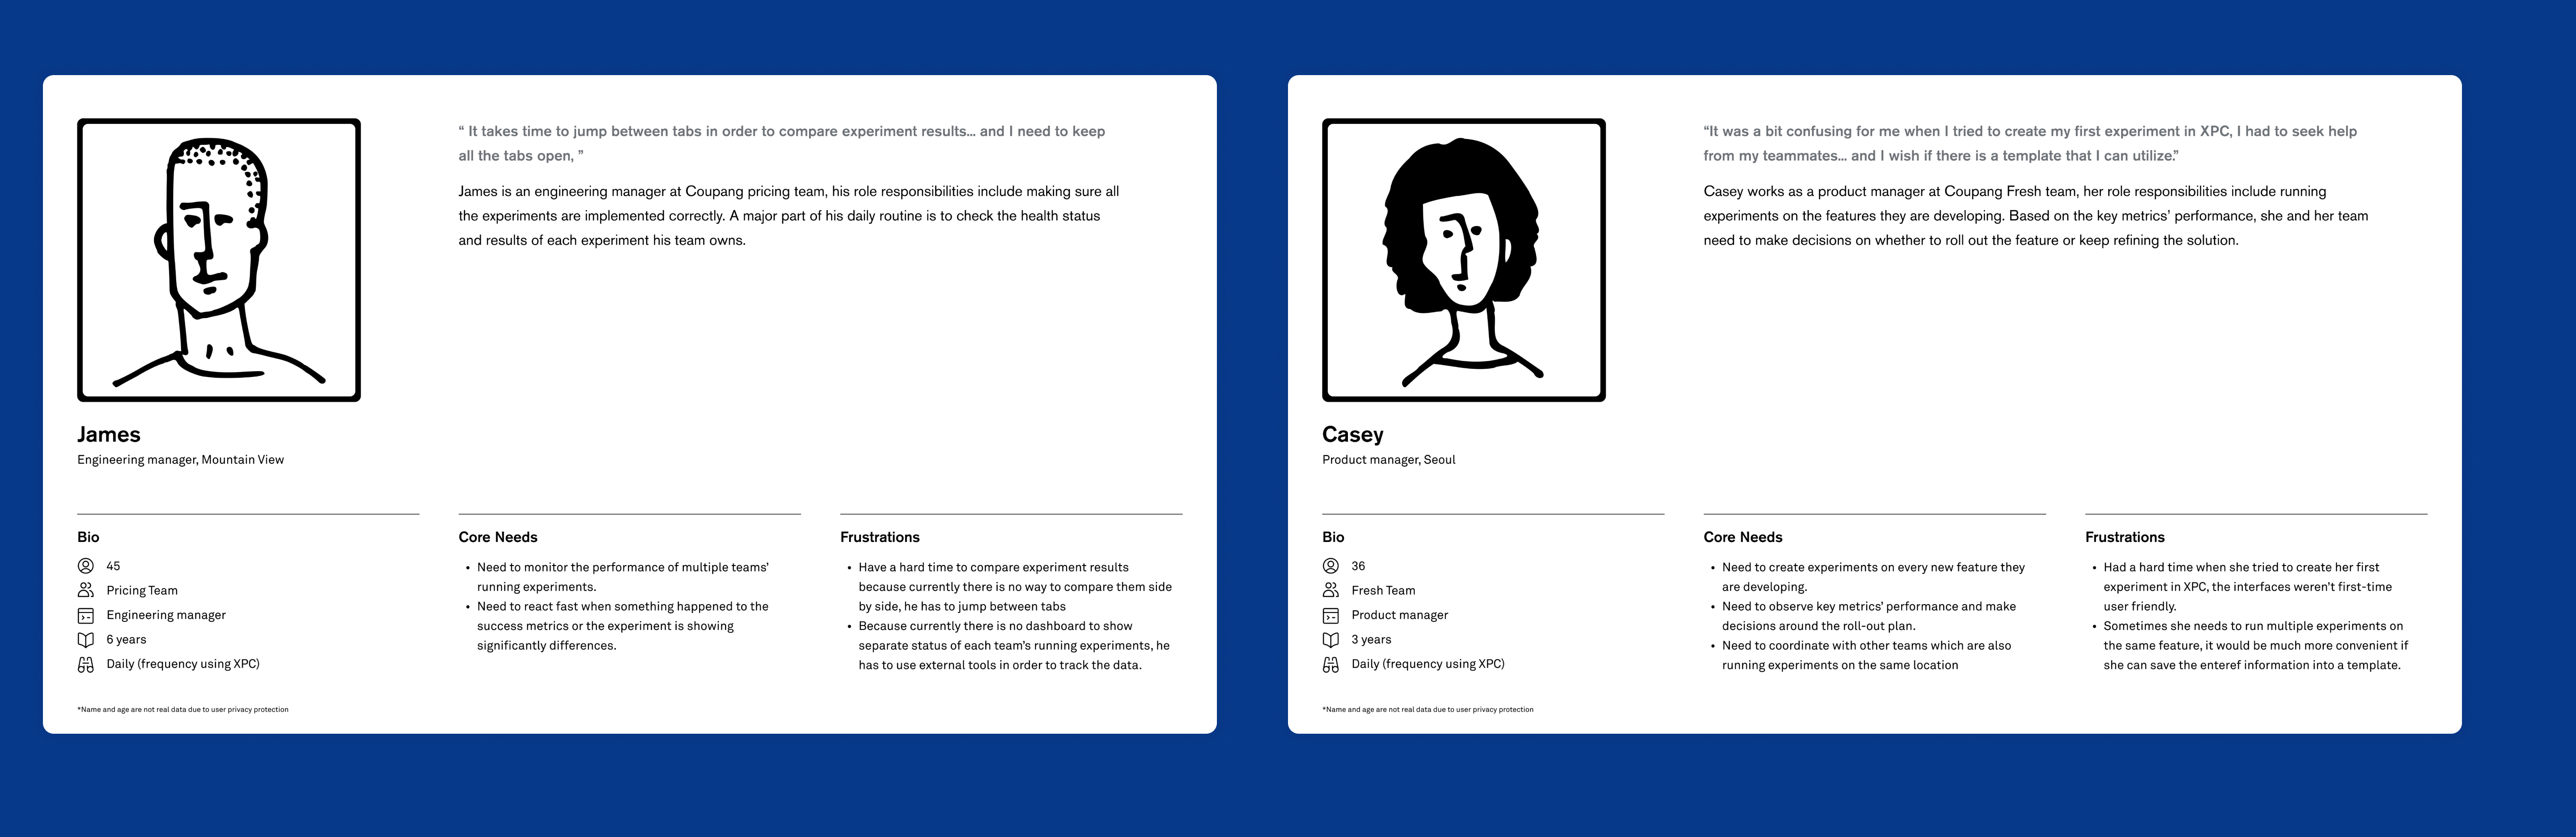 “ It takes time to jump between tabs in order to compare experiment results... and I need to keep
all the tabs open, ”
James is an engineering manager at Coupang pricing team, his role responsibilities include making sure all
the experiments are implemented correctly. A major part of his daily routine is to check the health status
and results of each experiment his team owns.
James
Engineering manager, Mountain View
Bio
45
Pricing Team
Engineering manager
6 years
Daily (frequency using XPC)
Core Needs
• Need to monitor the performance of multiple teams’
running experiments.
• Need to react fast when something happened to the
success metrics or the experiment is showing
significantly differences.
Frustrations
• Have a hard time to compare experiment results
because currently there is no way to compare them side
by side, he has to jump between tabs
• Because currently there is no dashboard to show
separate status of each team’s running experiments, he
has to use external tools in order to track the data.
*Name and age are not real data due to user privacy protection
“It was a bit confusing for me when I tried to create my first experiment in XPC, I had to seek help
from my teammates... and I wish if there is a template that I can utilize.”
Casey works as a product manager at Coupang Fresh team, her role responsibilities include running
experiments on the features they are developing. Based on the key metrics’ performance, she and her team
need to make decisions on whether to roll out the feature or keep refining the solution.
Casey
Product manager, Seoul
Bio
36
Fresh Team
Product manager
3 years
Daily (frequency using XPC)
Core Needs
• Need to create experiments on every new feature they
are developing.
• Need to observe key metrics’ performance and make
decisions around the roll-out plan.
• Need to coordinate with other teams which are also
running experiments on the same location
Frustrations
• Had a hard time when she tried to create her first
experiment in XPC, the interfaces weren’t first-time
user friendly.
• Sometimes she needs to run multiple experiments on
the same feature, it would be much more convenient if
she can save the enteref information into a template.
*Name and age are not real data due to user privacy protection